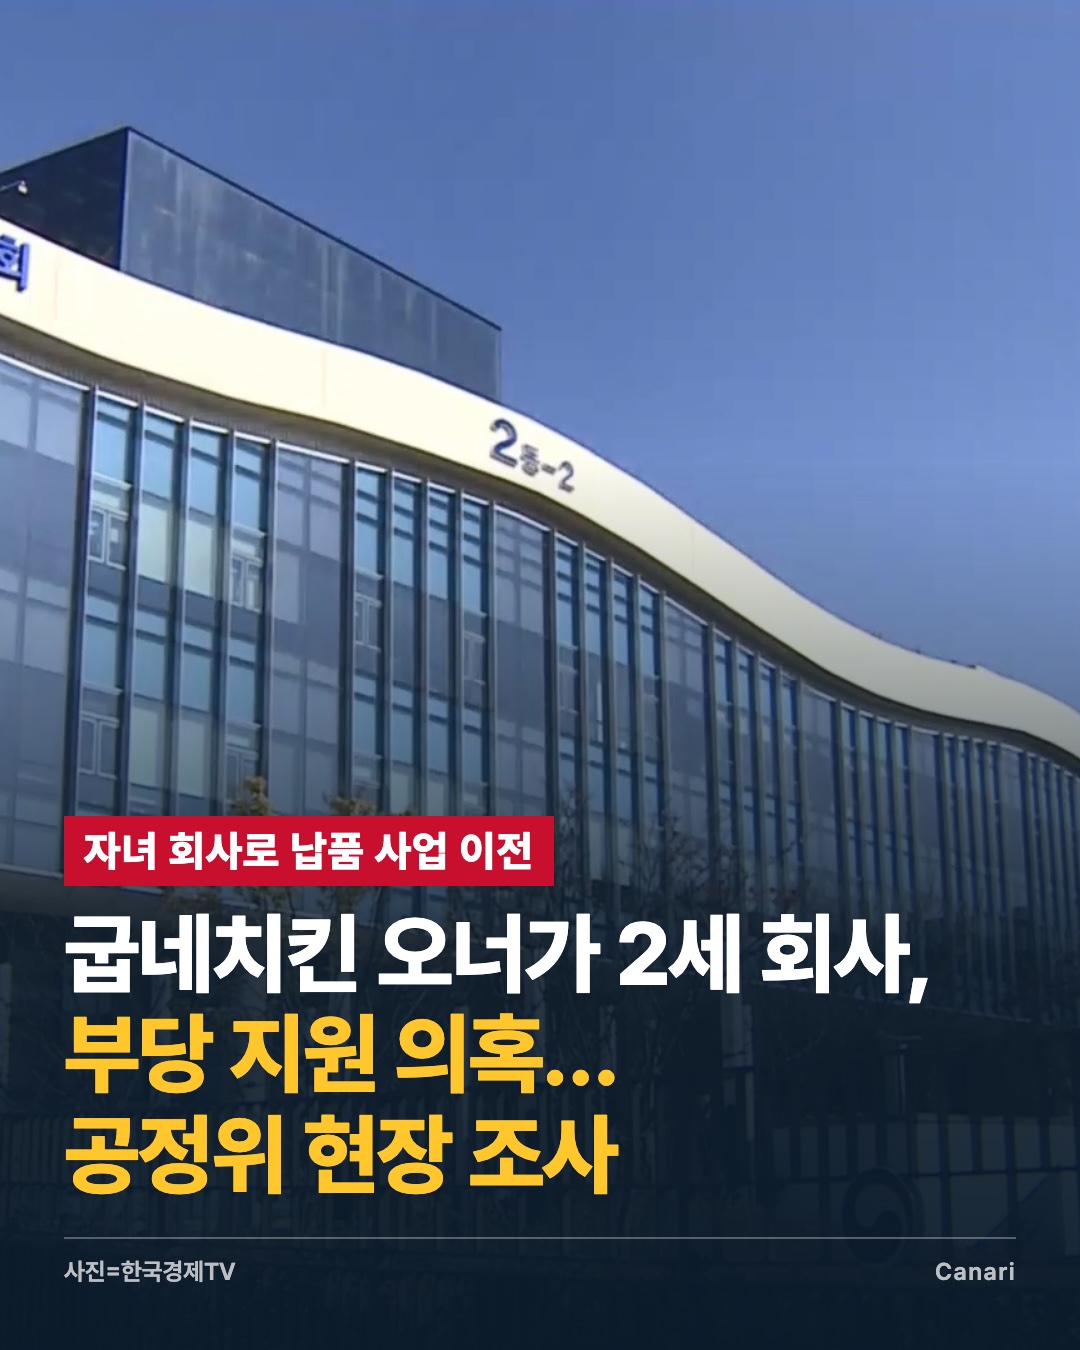 회
2동-2
자녀 회사로 납품 사업 이전
굽네치킨 오너가 2세 회사,
부당 지원 의혹...
공정위 현장 조사
사진=한국경제TV
Canari